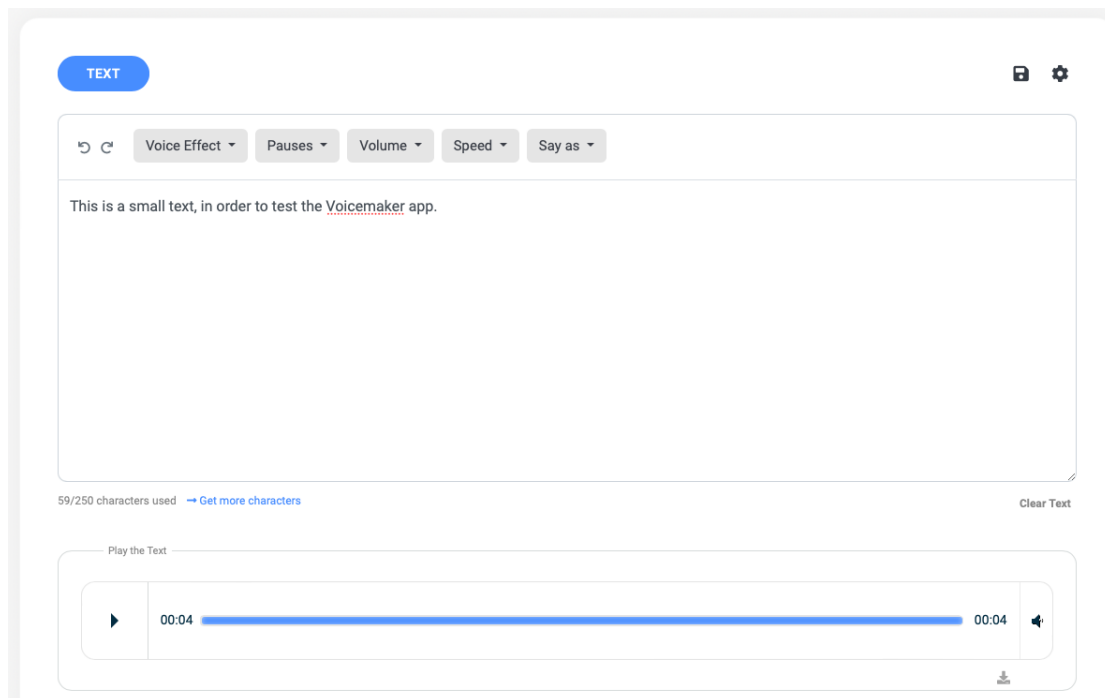 TEXT
Voice Effect Pauses Volume Speed Say as
This is a small text, in order to test the Voicemaker app.
59/250 characters used Get more characters
Clear Text
Play the Text
00:04 00:04